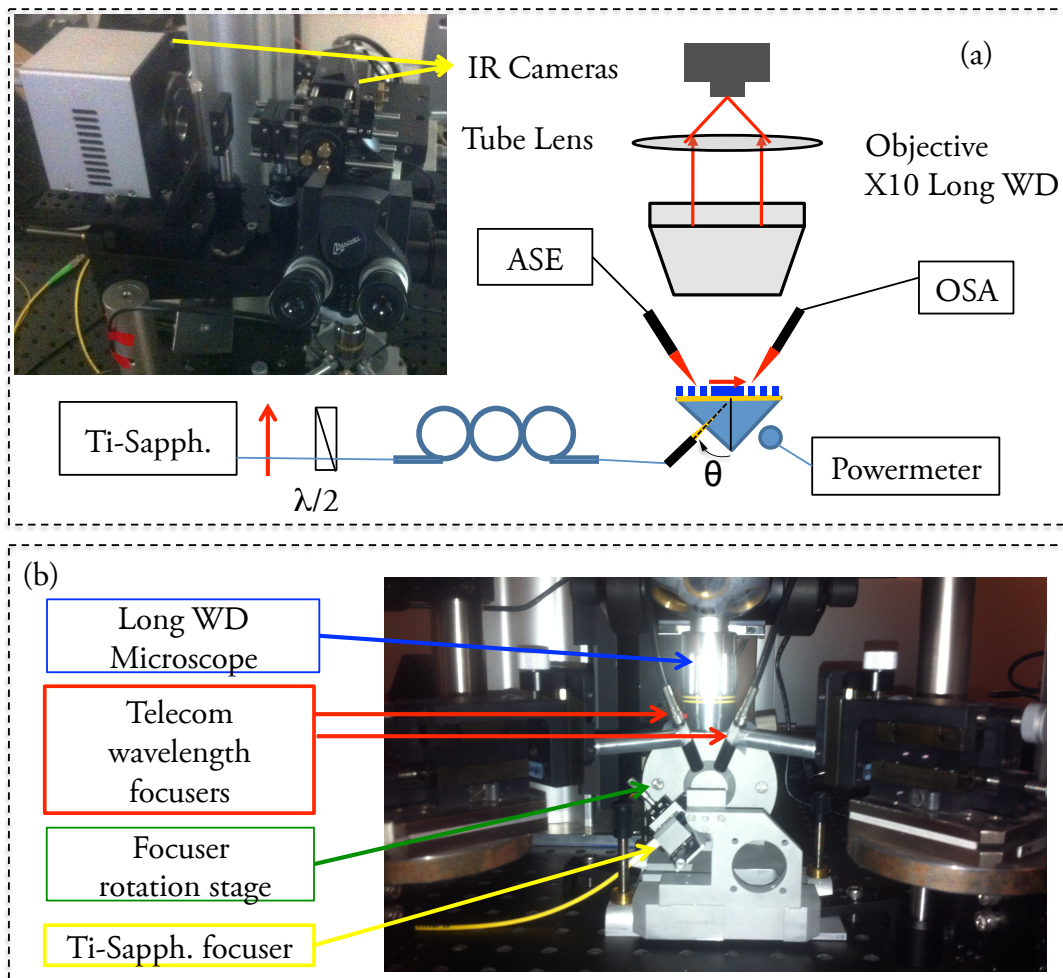 (a)
IR Cameras
Tube Lens
Objective
X10 Long WD
ASE
OSA
Ti-Sapph.
λ/2
θ
Powermeter
(b)
Long WD
Microscope
Telecom
wavelength
focusers
Focuser
rotation stage
Ti-Sapph. focuser